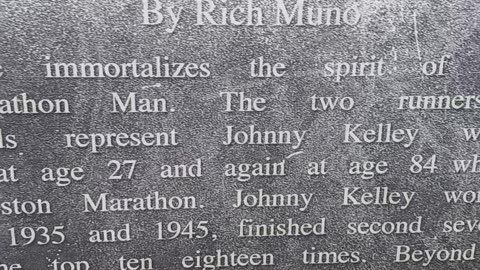 By Rich Muno
immortalizes the spirit of
athon Man. The two runners
ls represent Johnny Kelley w
at age 27 and again at age 84 wh
ston Marathon. Johnny Kelley wo
1935 and 1945, finished second seve
top ten eighteen times. Beyond